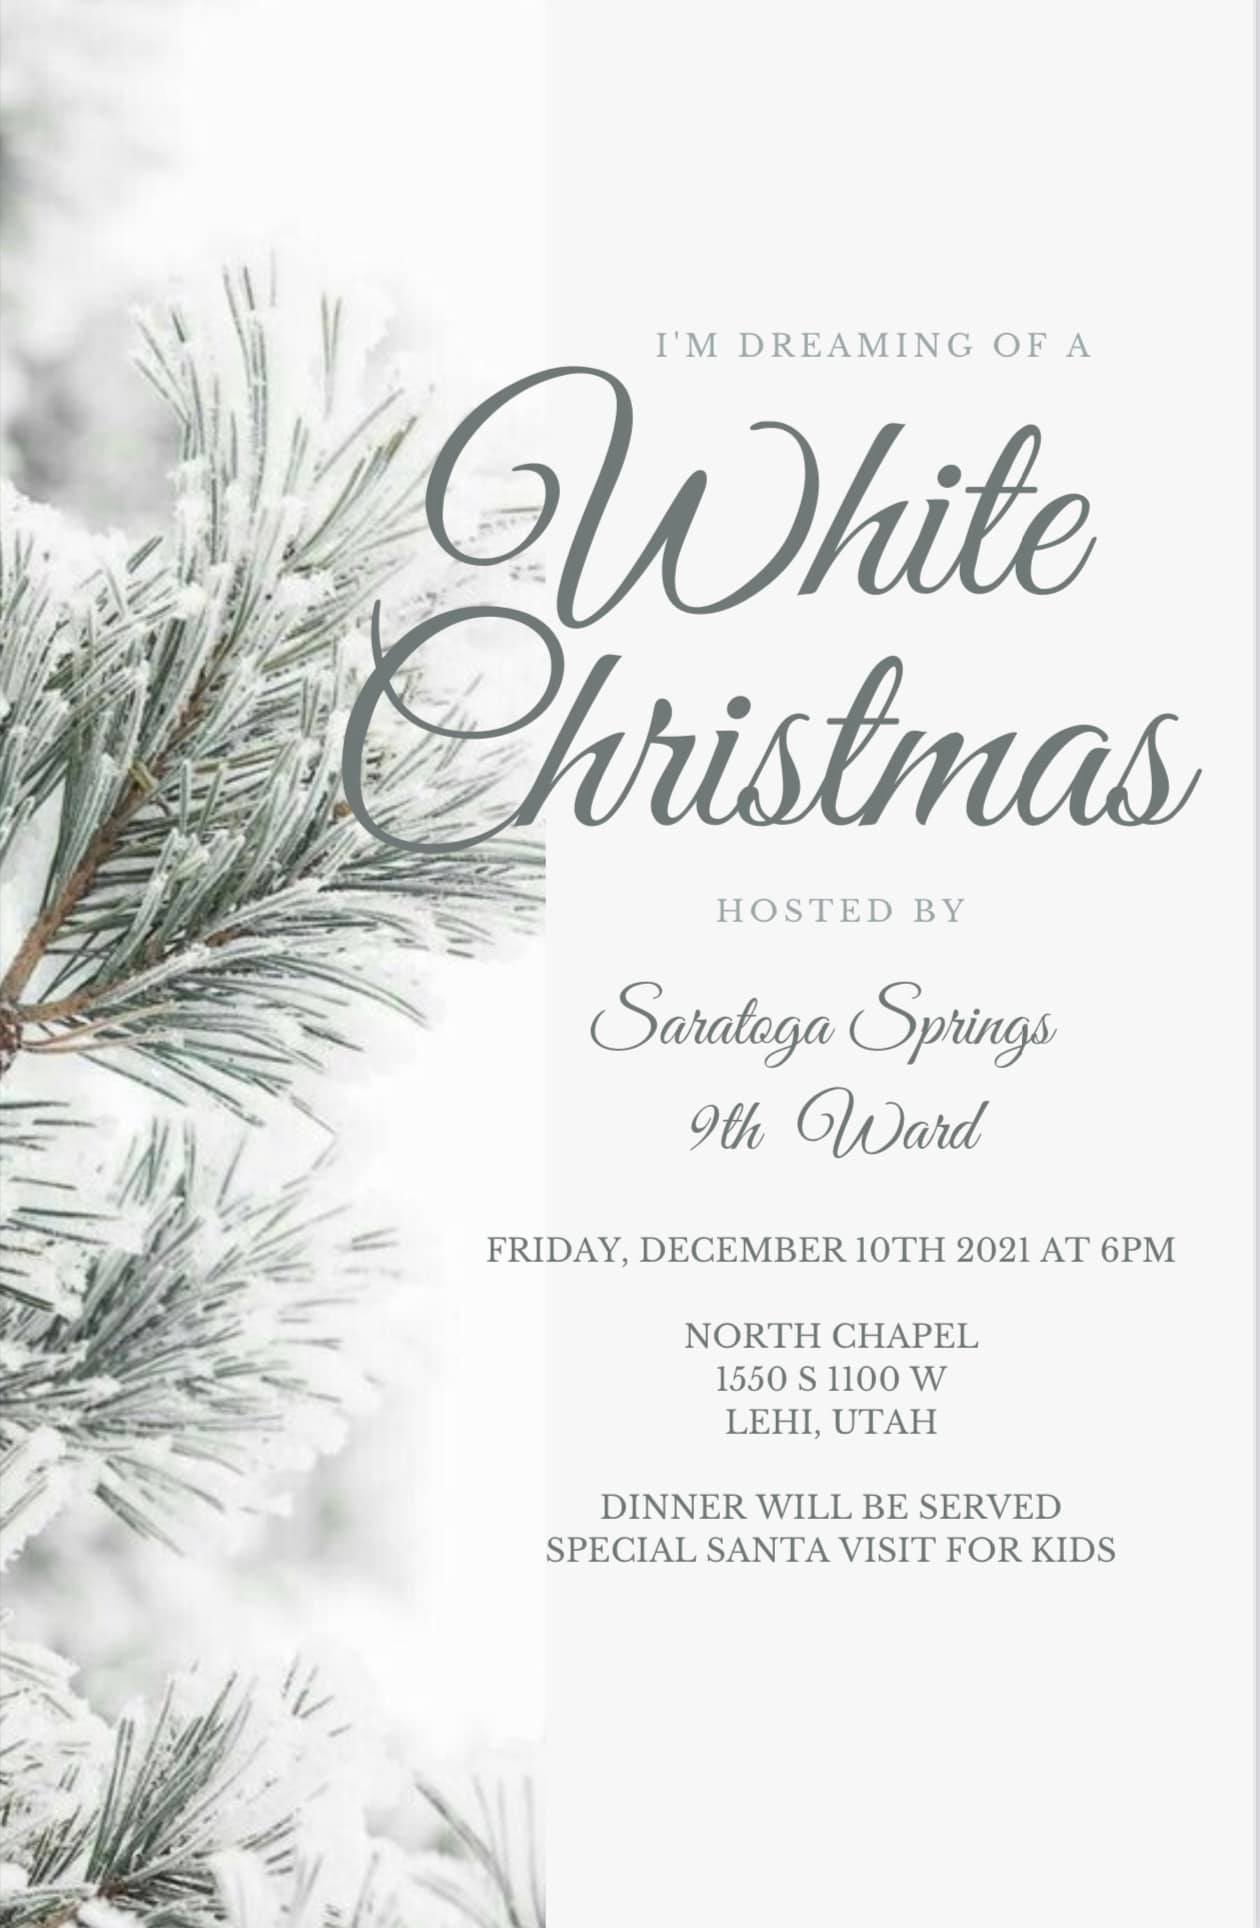 I'M DREAMING OF A
White
Christmas
HOSTED BY
Saratoga Springs
9th Ward
FRIDAY, DECEMBER 10TH 2021 AT 6PM
NORTH CHAPEL
1550 S 1100 W
LEHI, UTAH
DINNER WILL BE SERVED
SPECIAL SANTA VISIT FOR KIDS